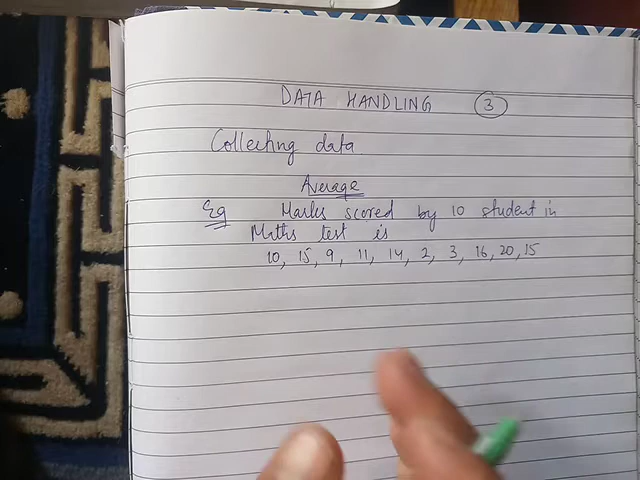 DATA HANDLING 3
Collecting data
Average
Eg Marks scored by 10 student in
Maths test is
10, 15, 9, 11, 14, 2, 3, 16, 20, 15